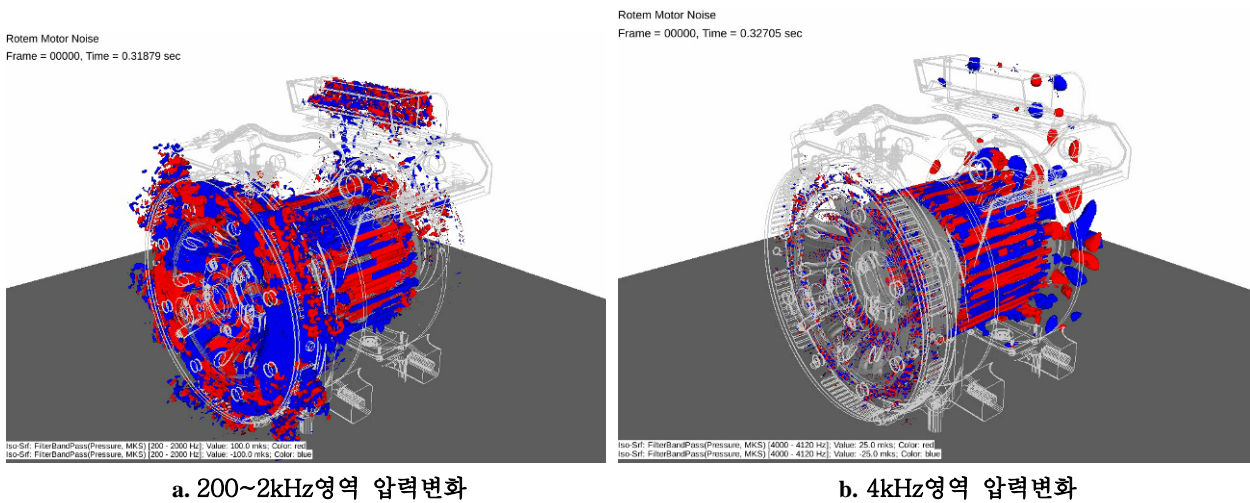 Rotem Motor Noise
Frame = 00000, Time = 0.31879 sec
Iso-Srf: FilterBandPass(Pressure, MKS) [200 - 2000 Hz]; Value: 100.0 mks; Color: red
Iso-Srf: FilterBandPass(Pressure, MKS) [200 - 2000 Hz]; Value: -100.0 mks; Color: blue
a. 200~2kHz영역 압력변화
Rotem Motor Noise
Frame = 00000, Time = 0.32705 sec
Iso-Srf: FilterBandPass(Pressure, MKS) [4000 - 4120 Hz]; Value: 25.0 mks; Color: red
Iso-Srf: FilterBandPass(Pressure, MKS) [4000 - 4120 Hz]; Value: -25.0 mks; Color: blue
b. 4kHz영역 압력변화